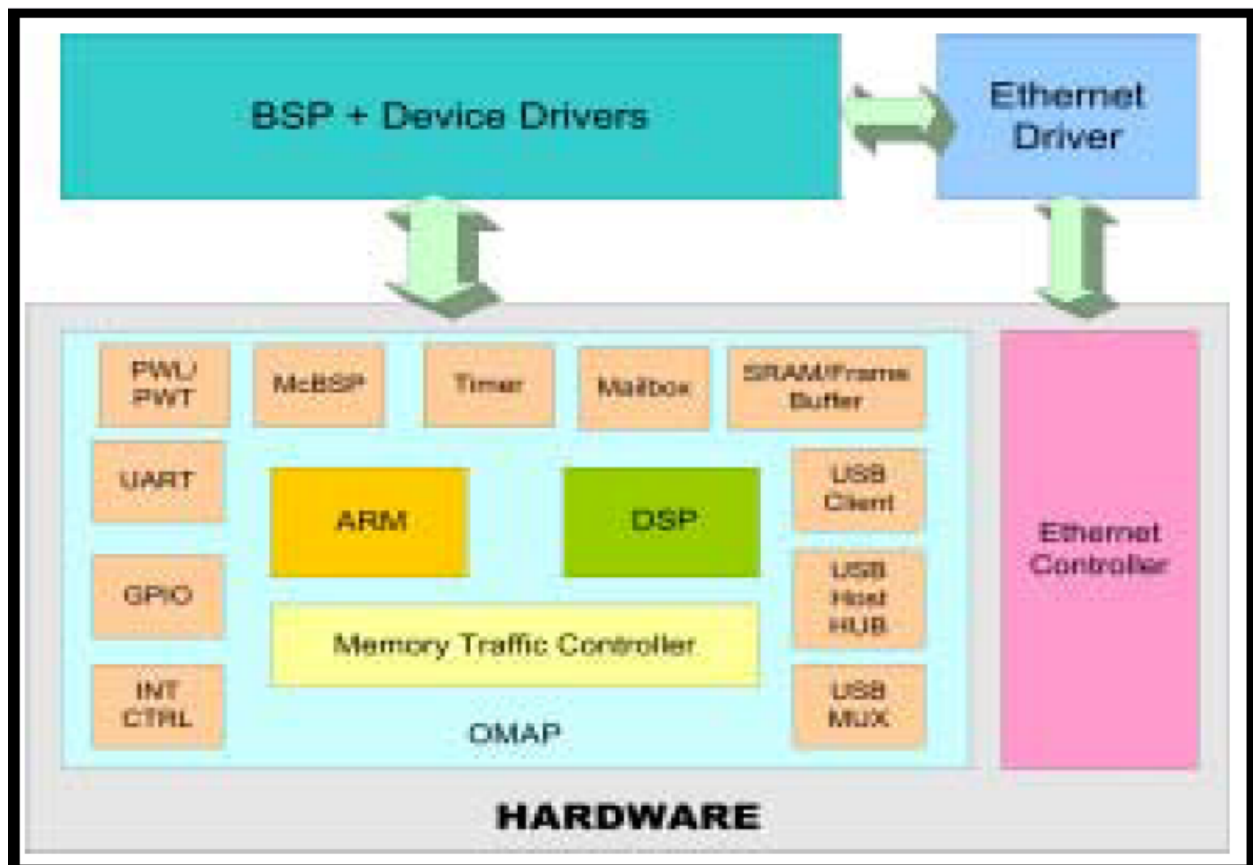 BSP + Device Drivers
Ethernet
Driver
PWL/
PWT
McBSP
Timer
Mailbox
SRAM/Frame
Buffer
UART
ARM
DSP
USB
Client
Ethernet
Controller
GPIO
USB
Host
HUB
Memory Traffic Controller
INT
CTRL
USB
MUX
OMAP
HARDWARE